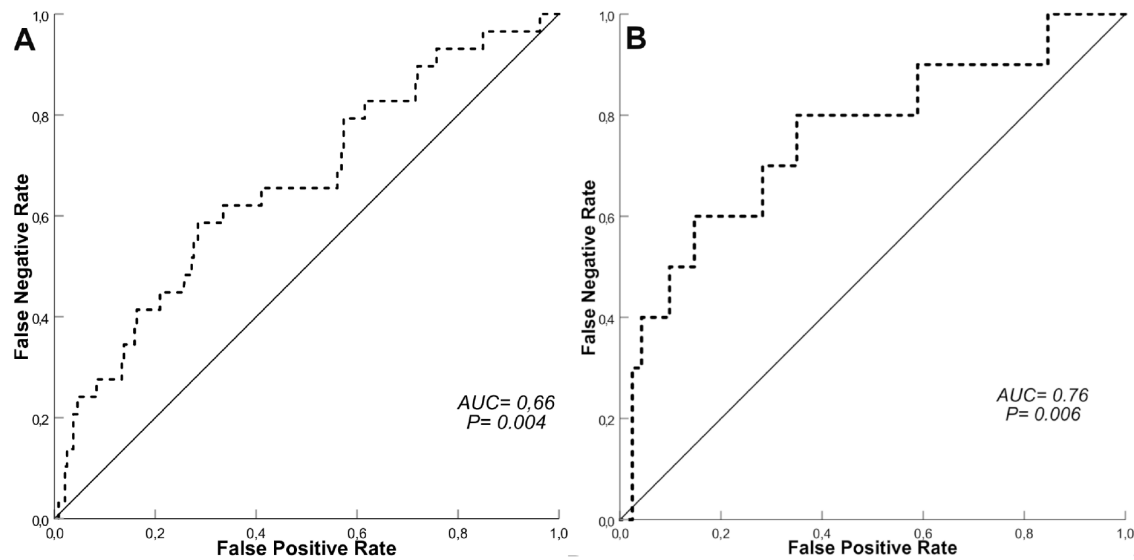 A
1,0
0,8
0,6
0,4
0,2
0,0
False Negative Rate
AUC= 0,66
P= 0.004
0,0 0,2 0,4 0,6 0,8 1,0
False Positive Rate
B
1,0
0,8
0,6
0,4
0,2
0,0
False Negative Rate
AUC= 0.76
P= 0.006
0,0 0,2 0,4 0,6 0,8 1,0
False Positive Rate